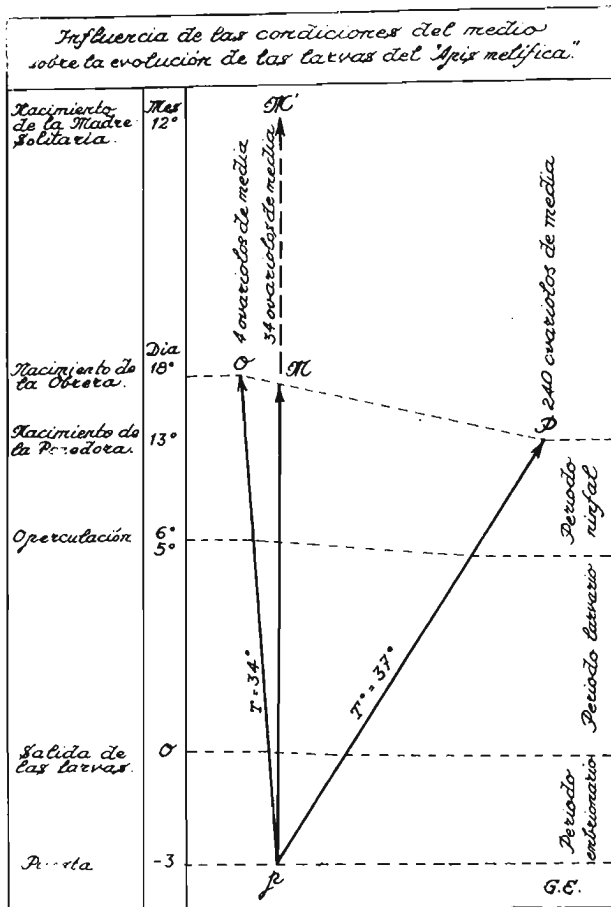 Influencia de las condiciones del medio
sobre la evolución de las larvas del "Apis melifica".
Nacimiento
de la Madre
Solitaria.
Mes
12°
M'
4 ovariolos de media
34 ovariolos de media
240 ovariolos de media
Dia
Nacimiento de
la Obrera.
18°
O
M
Nacimiento de
la Ponedora.
13°
Operculación
6°
5°
Periodo
ninfal
Periodo larvario
T=34°
T°=37°
Salida de
las larvas.
0
Periodo
embrionario
Puesta
-3
p
G.E.